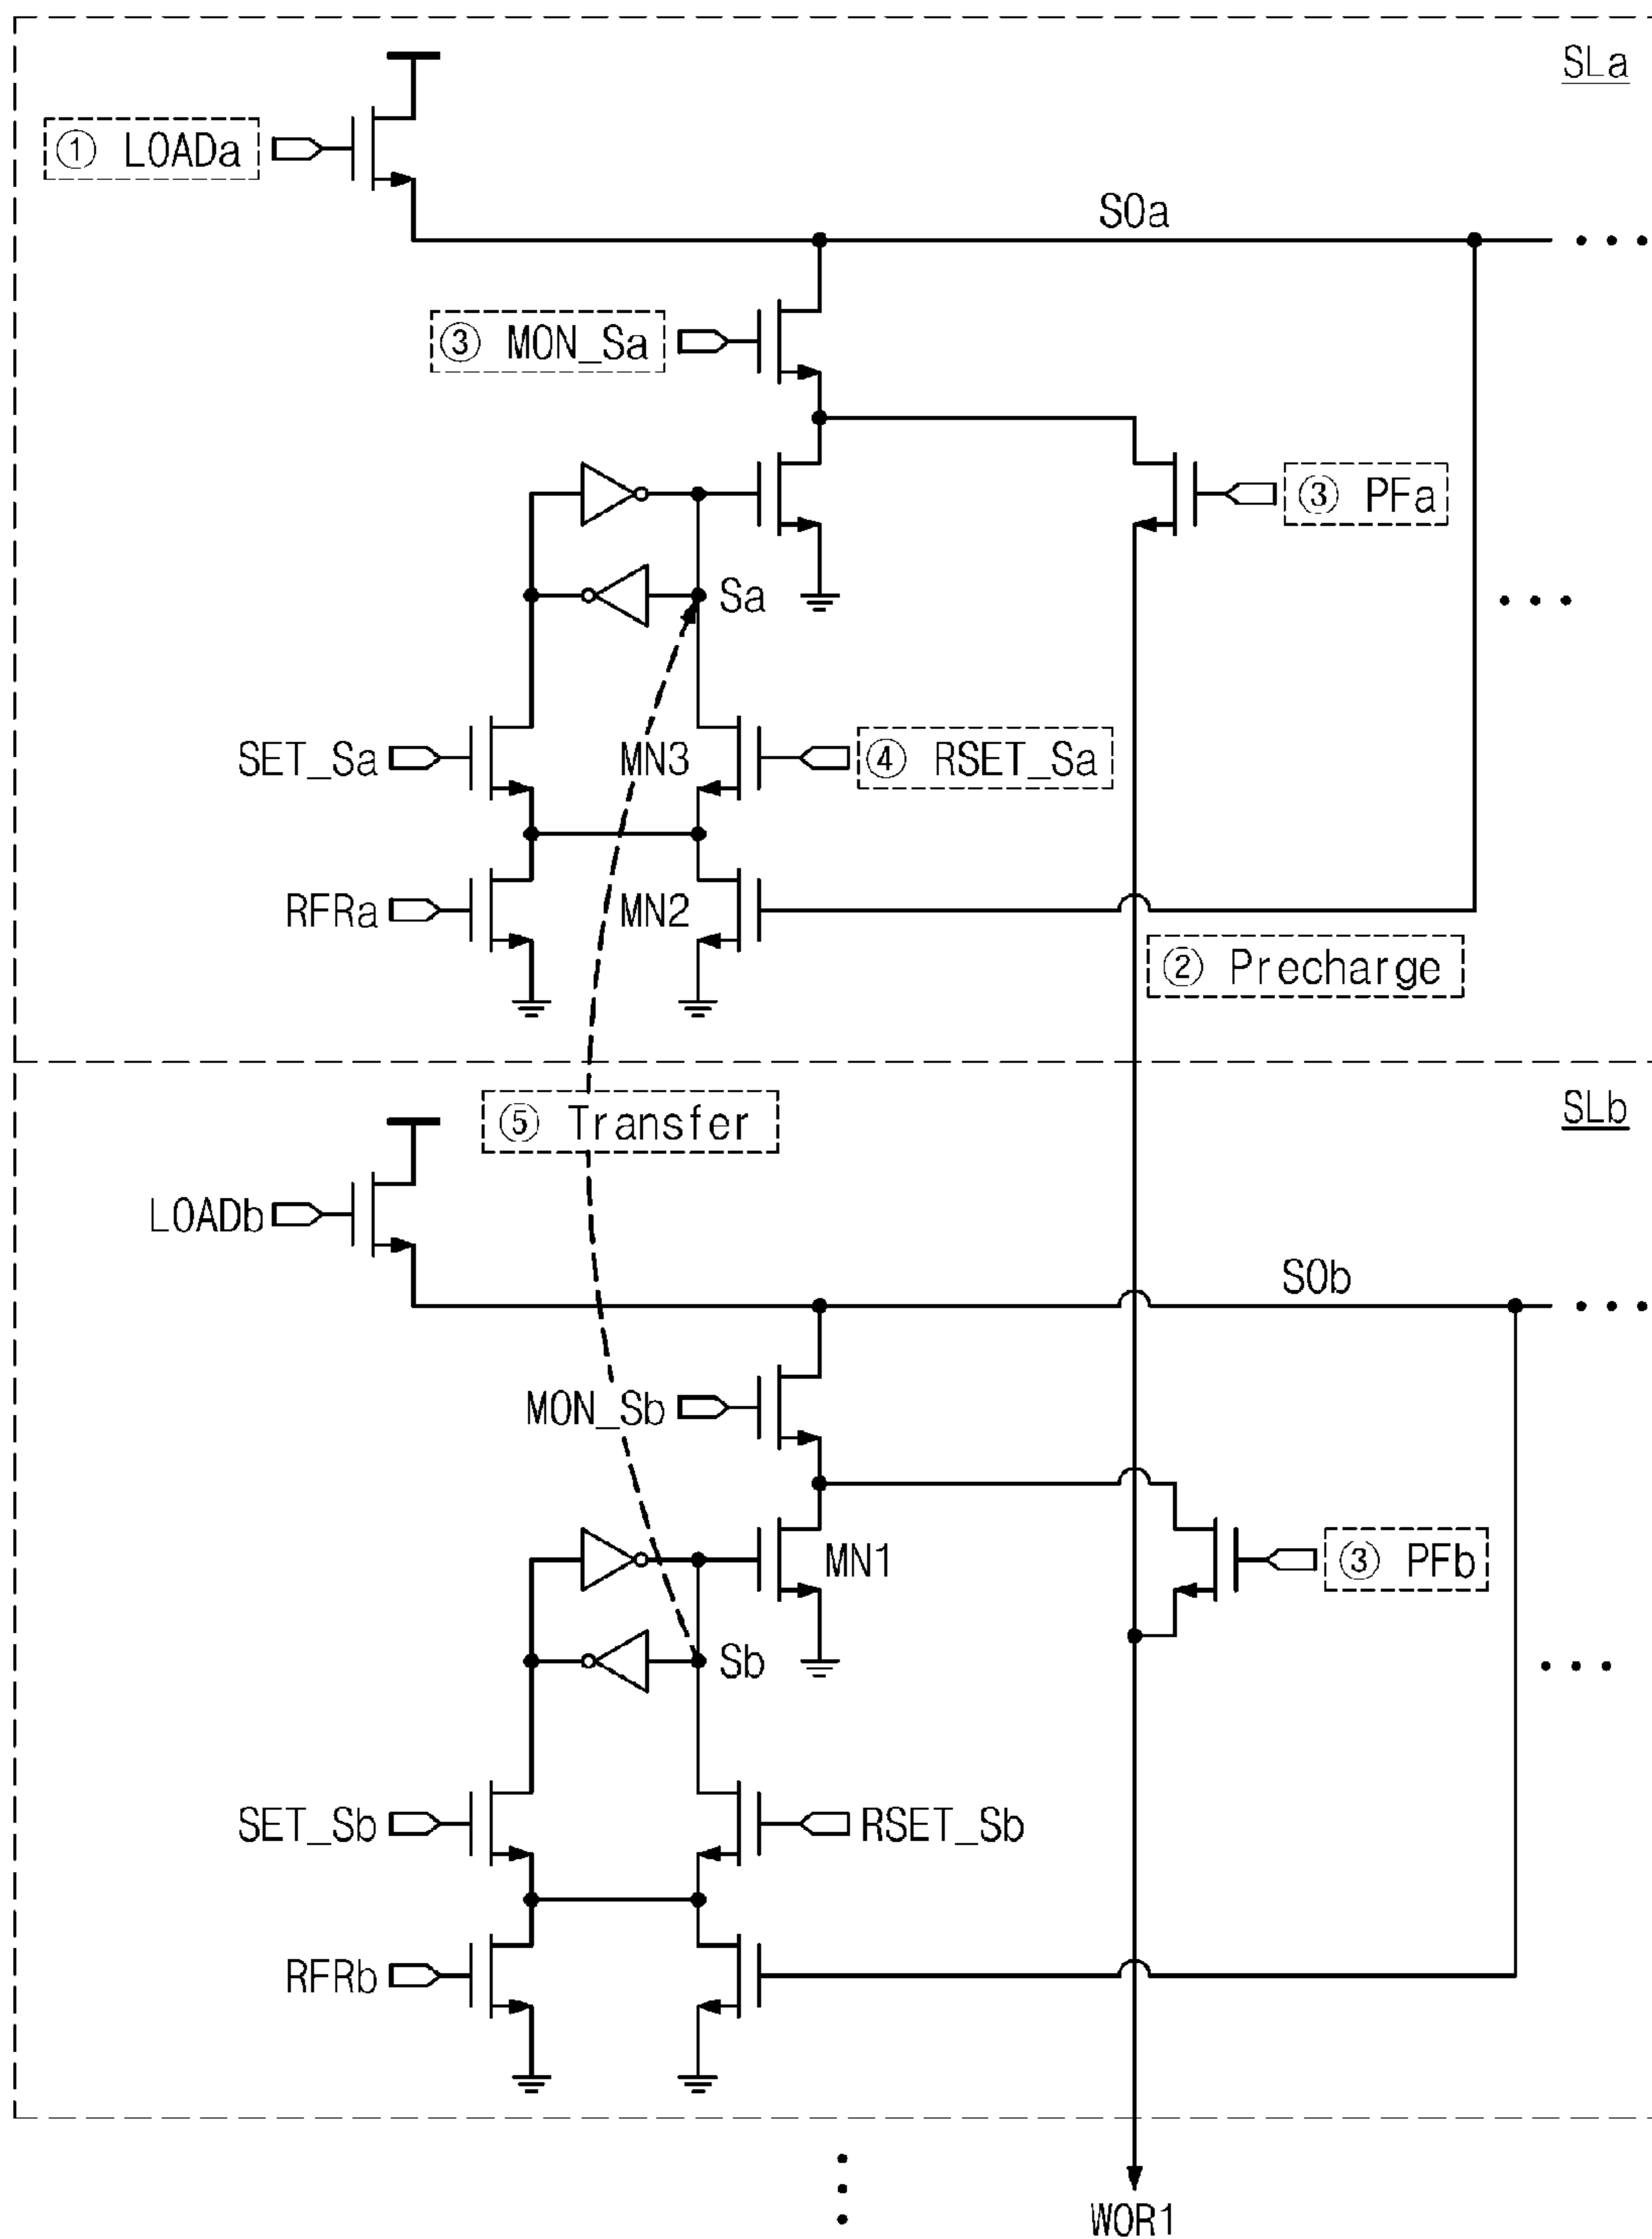 SLa
① LOADa
SOa
③ MON_Sa
③ PFa
Sa
SET_Sa
MN3
④ RSET_Sa
RFRa
MN2
② Precharge
⑤ Transfer
SLb
LOADb
SOb
MON_Sb
MN1
③ PFb
Sb
SET_Sb
RSET_Sb
RFRb
WOR1